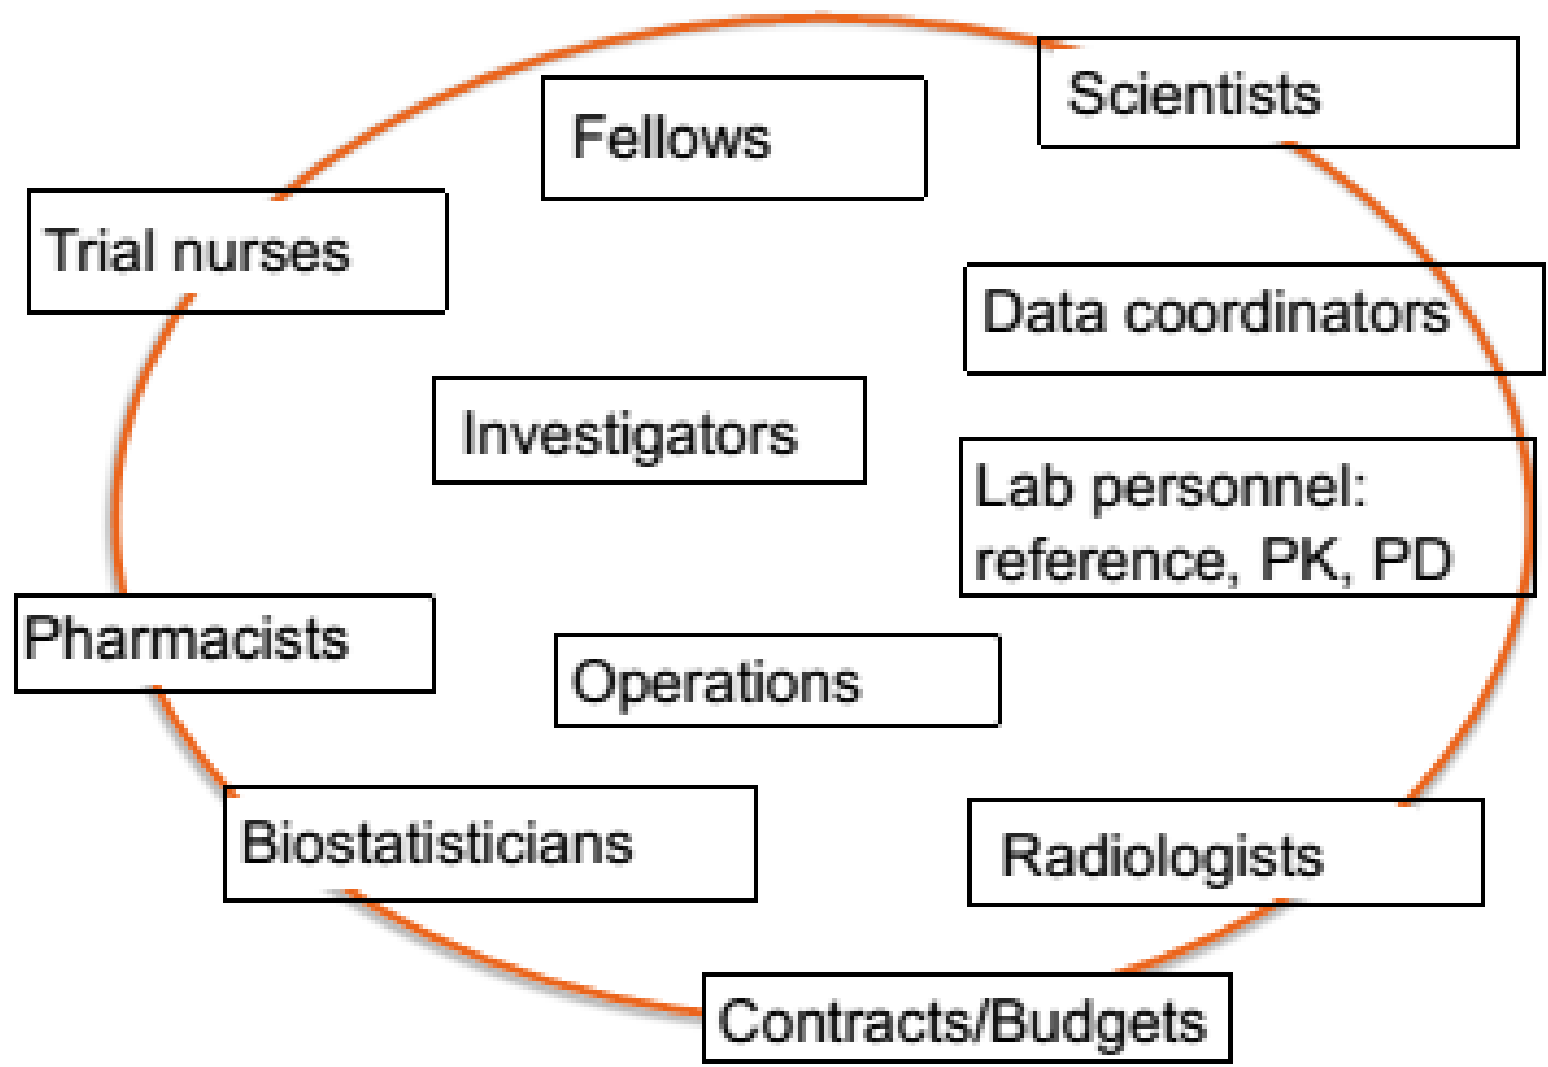 Scientists
Fellows
Trial nurses
Data coordinators
Investigators
Lab personnel:
reference, PK, PD
Pharmacists
Operations
Biostatisticians
Radiologists
Contracts/Budgets